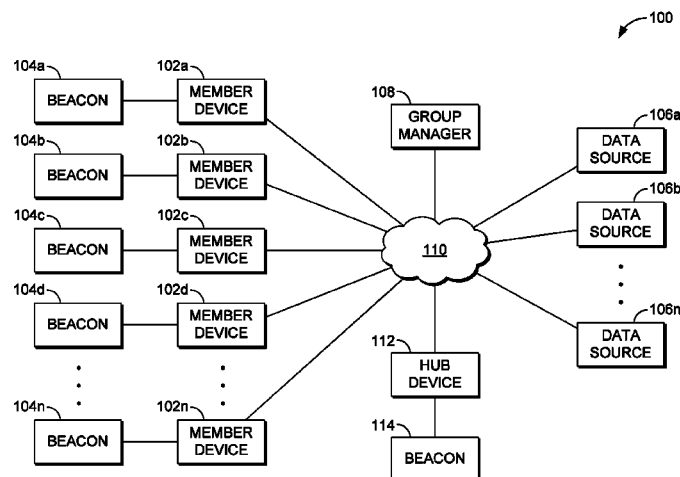 100
104a
BEACON
102a
MEMBER
DEVICE
104b
BEACON
102b
MEMBER
DEVICE
104c
BEACON
102c
MEMBER
DEVICE
104d
BEACON
102d
MEMBER
DEVICE
104n
BEACON
102n
MEMBER
DEVICE
108
GROUP
MANAGER
110
112
HUB
DEVICE
114
BEACON
106a
DATA
SOURCE
106b
DATA
SOURCE
106n
DATA
SOURCE